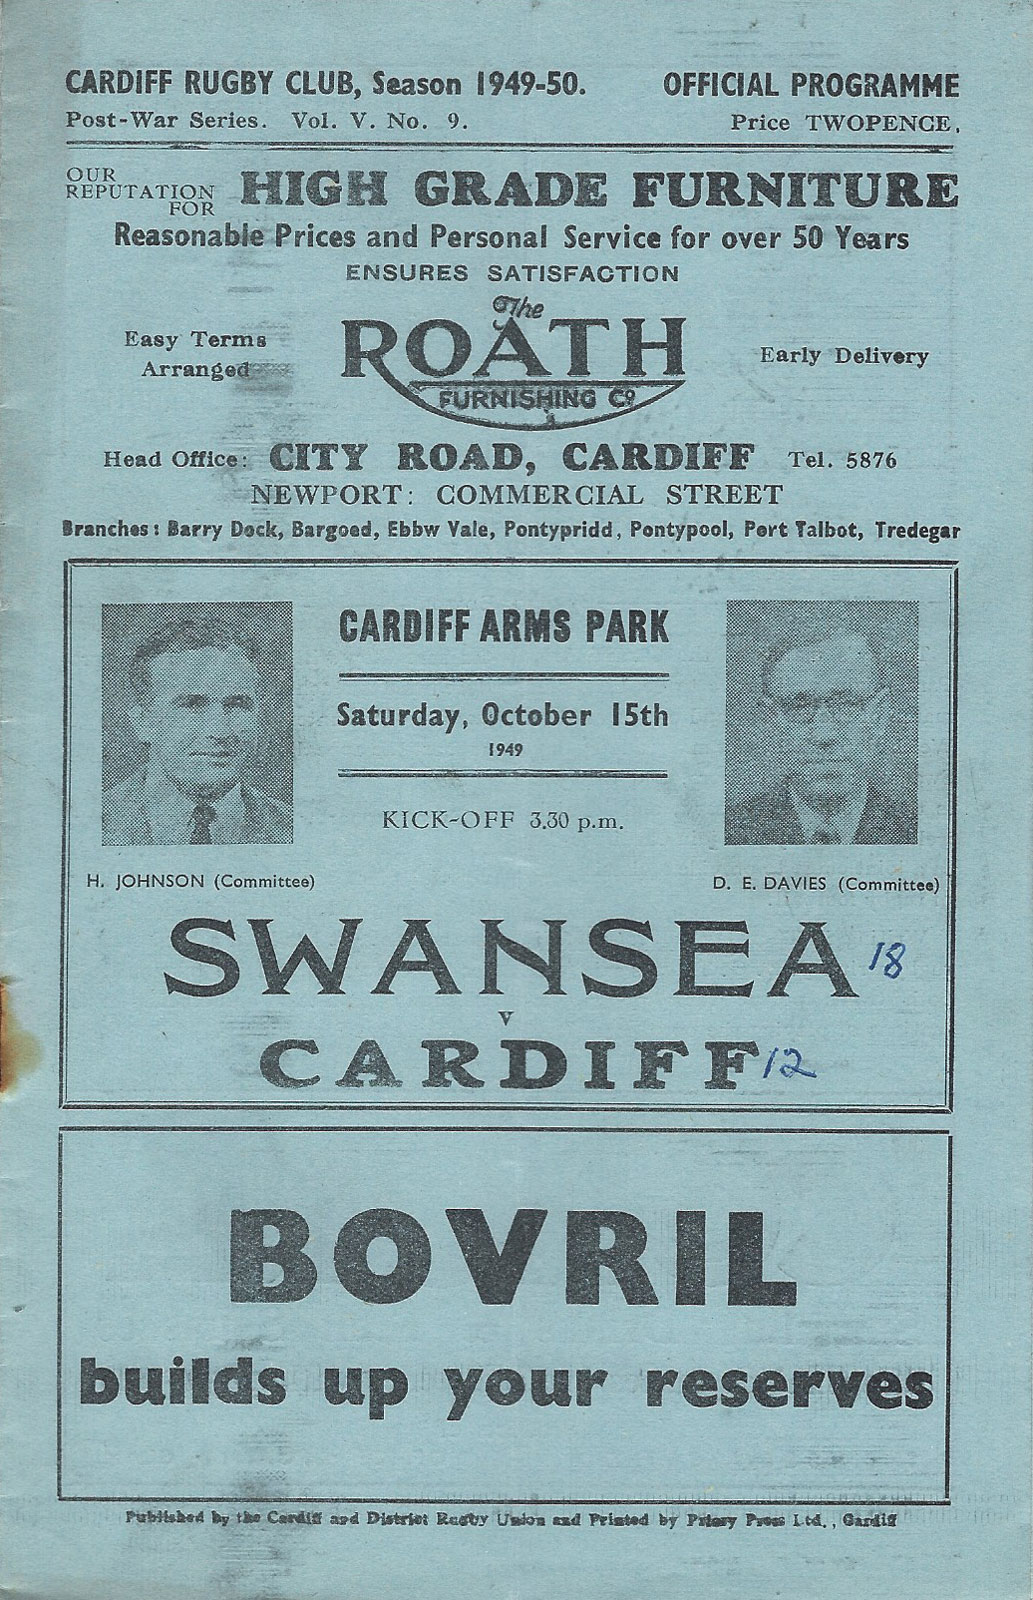 CARDIFF RUGBY CLUB, Season 1949-50. OFFICIAL PROGRAMME
Post-War Series. Vol. V. No. 9. Price TWOPENCE.
OUR REPUTATION FOR HIGH GRADE FURNITURE
Reasonable Prices and Personal Service for over 50 Years
ENSURES SATISFACTION
Easy Terms Arranged
The ROATH
FURNISHING Co
Early Delivery
Head Office: CITY ROAD, CARDIFF Tel. 5876
NEWPORT: COMMERCIAL STREET
Branches: Barry Dock, Bargoed, Ebbw Vale, Pontypridd, Pontypool, Port Talbot, Tredegar
CARDIFF ARMS PARK
Saturday, October 15th
1949
KICK-OFF 3.30 p.m.
H. JOHNSON (Committee)
D. E. DAVIES (Committee)
SWANSEA 18
v
CARDIFF 12
BOVRIL
builds up your reserves
Published by the Cardiff and District Rugby Union and Printed by Priory Press Ltd., Cardiff